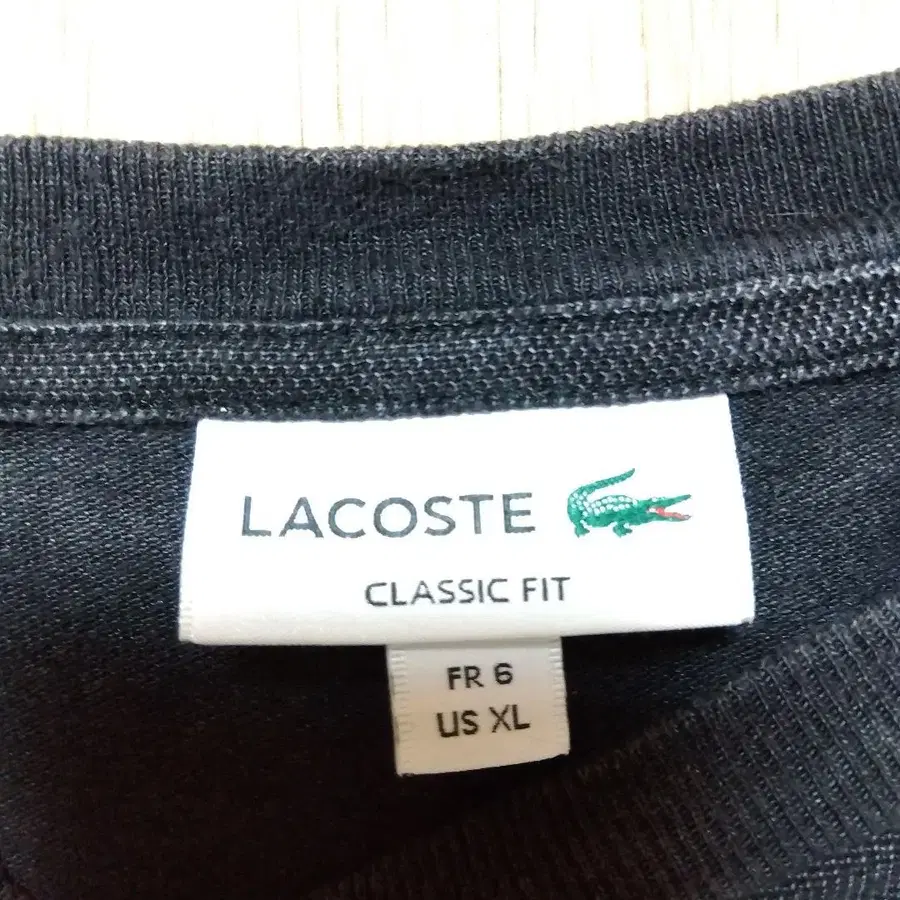 LACOSTE
CLASSIC FIT
FR 6
US XL